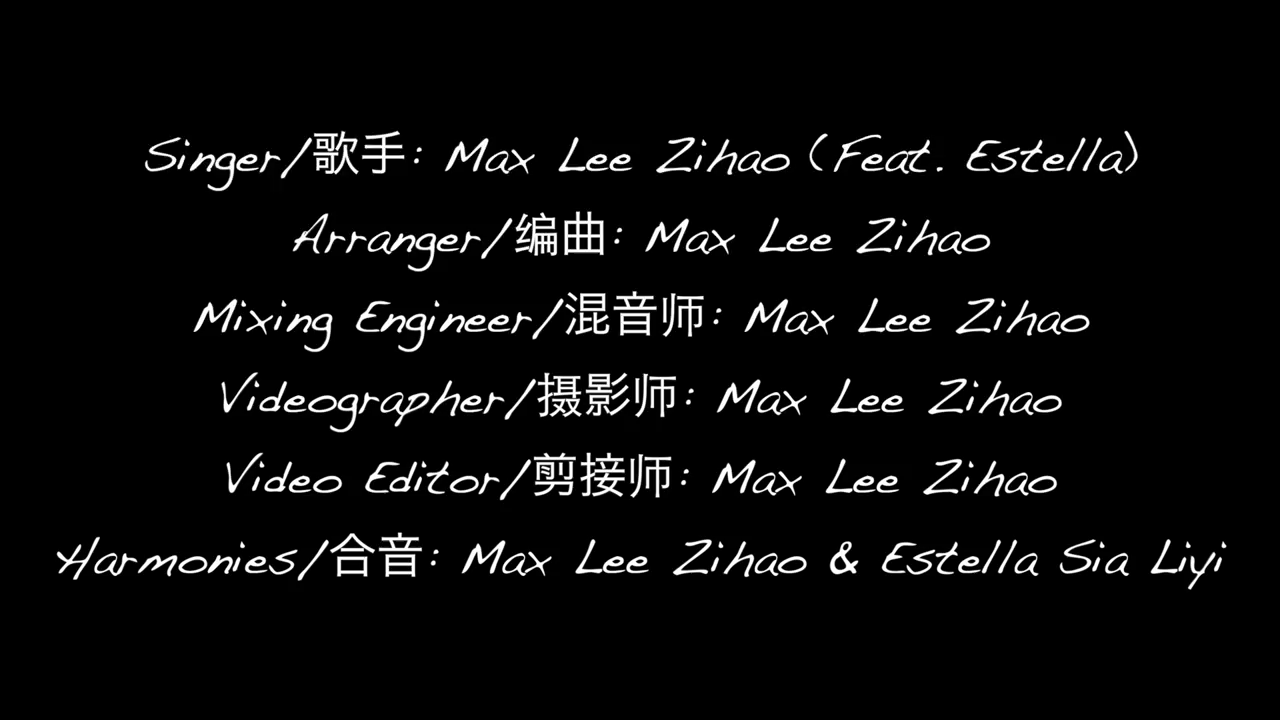 Singer/歌手: Max Lee Zihao (Feat. Estella)
Arranger/编曲: Max Lee Zihao
Mixing Engineer/混音师: Max Lee Zihao
Videographer/摄影师: Max Lee Zihao
Video Editor/剪接师: Max Lee Zihao
Harmonies/合音: Max Lee Zihao & Estella Sia Liyi